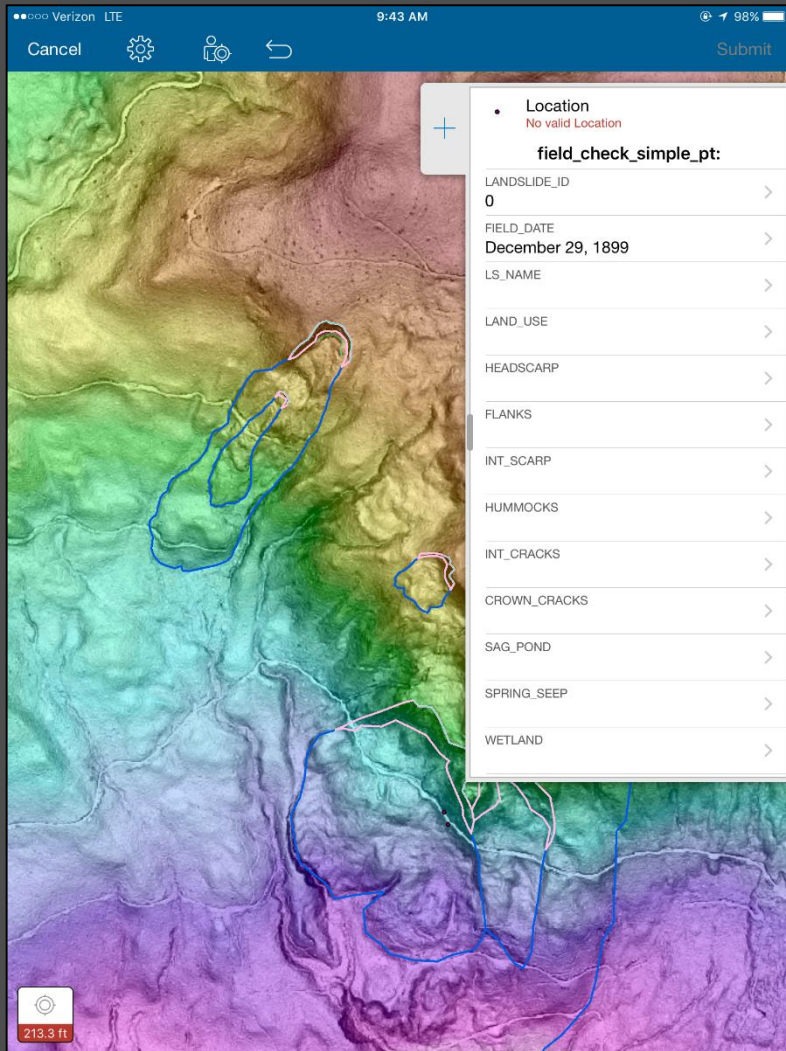 Verizon LTE 9:43 AM 98%
Cancel Submit
Location
No valid Location
field_check_simple_pt:
LANDSLIDE_ID
0
FIELD_DATE
December 29, 1899
LS_NAME
LAND_USE
HEADSCARP
FLANKS
INT_SCARP
HUMMOCKS
INT_CRACKS
CROWN_CRACKS
SAG_POND
SPRING_SEEP
WETLAND
213.3 ft